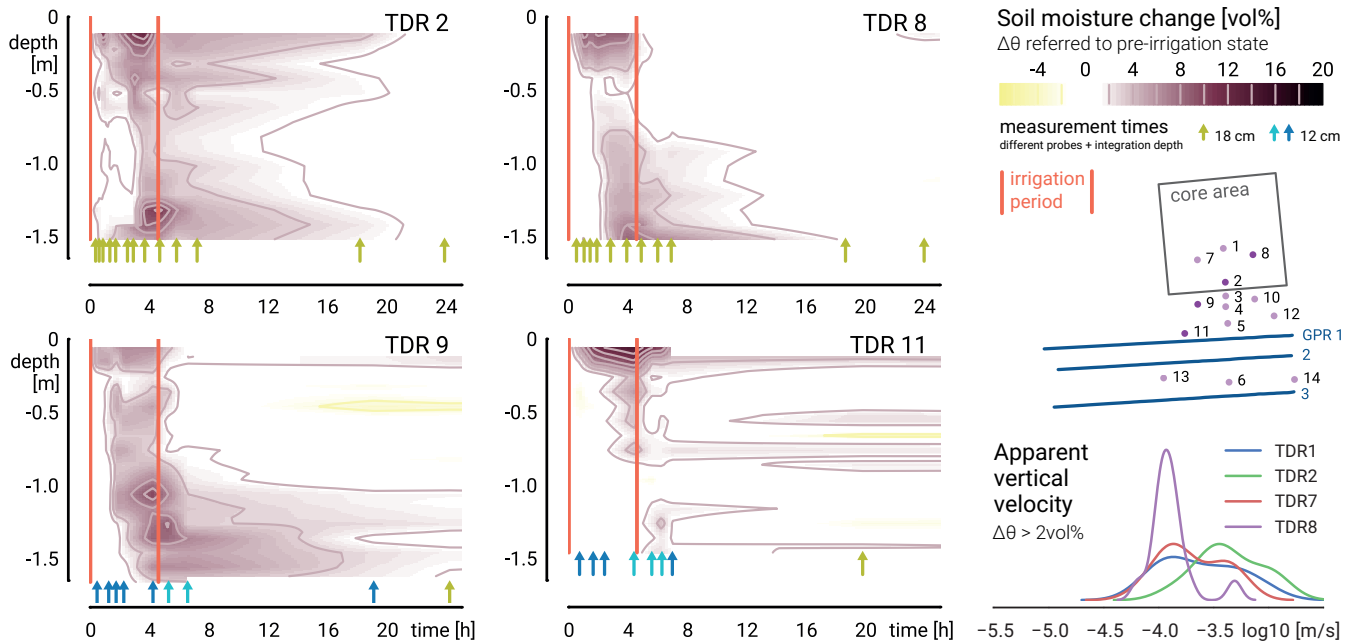 TDR 2
0
depth
[m]
-0.5
-1.0
-1.5
0 4 8 12 16 20 24
TDR 8
0
-0.5
-1.0
-1.5
0 4 8 12 16 20 24
Soil moisture change [vol%]
Δθ referred to pre-irrigation state
-4 0 4 8 12 16 20
measurement times
different probes + integration depth
18 cm 12 cm
irrigation
period
core area
1
7
8
2
3
10
9
4
12
11
5
GPR 1
2
13
6
14
3
TDR 9
0
depth
[m]
-0.5
-1.0
-1.5
0 4 8 12 16 20 time [h]
TDR 11
0
-0.5
-1.0
-1.5
0 4 8 12 16 20 time [h]
Apparent
vertical
velocity
Δθ > 2vol%
TDR1
TDR2
TDR7
TDR8
−5.5 −5.0 −4.5 −4.0 −3.5 log10 [m/s]